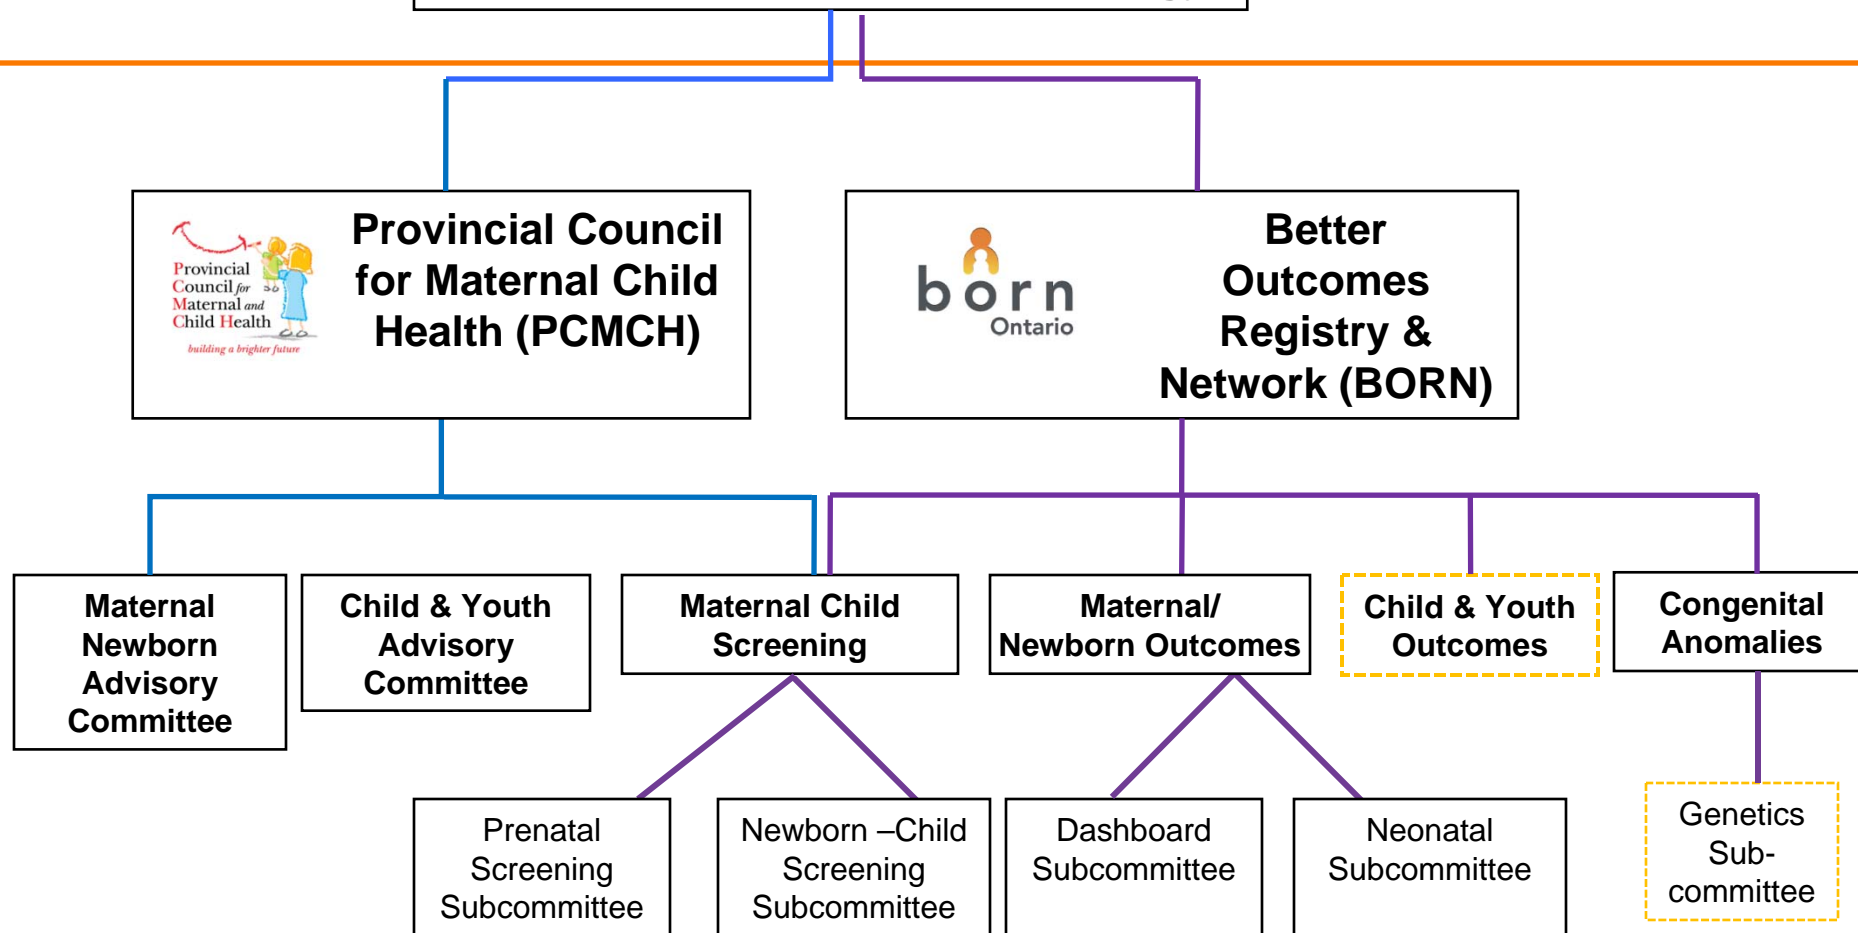 Provincial
Council for
Maternal and
Child Health
building a brighter future
Provincial Council
for Maternal Child
Health (PCMCH)
born
Ontario
Better
Outcomes
Registry &
Network (BORN)
Maternal
Newborn
Advisory
Committee
Child & Youth
Advisory
Committee
Maternal Child
Screening
Maternal/
Newborn Outcomes
Child & Youth
Outcomes
Congenital
Anomalies
Prenatal
Screening
Subcommittee
Newborn –Child
Screening
Subcommittee
Dashboard
Subcommittee
Neonatal
Subcommittee
Genetics
Sub-
committee